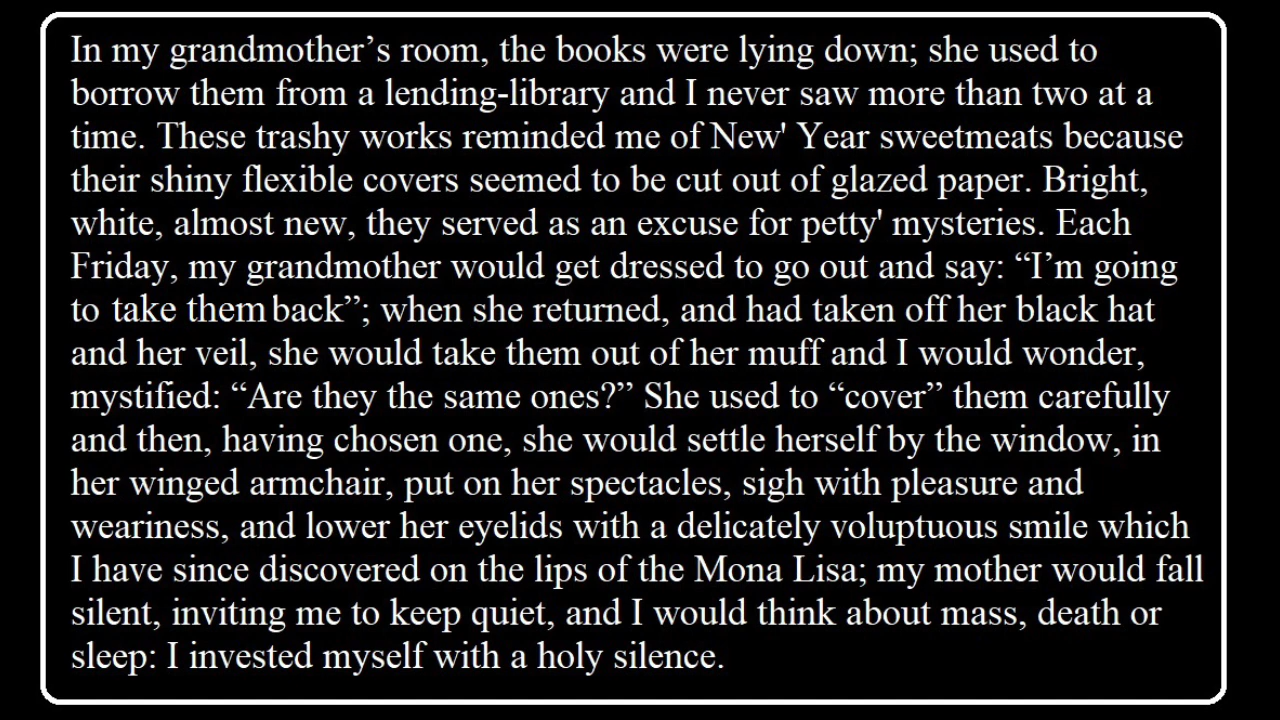 In my grandmother’s room, the books were lying down; she used to
borrow them from a lending-library and I never saw more than two at a
time. These trashy works reminded me of New' Year sweetmeats because
their shiny flexible covers seemed to be cut out of glazed paper. Bright,
white, almost new, they served as an excuse for petty' mysteries. Each
Friday, my grandmother would get dressed to go out and say: “I’m going
to take them back”; when she returned, and had taken off her black hat
and her veil, she would take them out of her muff and I would wonder,
mystified: “Are they the same ones?” She used to “cover” them carefully
and then, having chosen one, she would settle herself by the window, in
her winged armchair, put on her spectacles, sigh with pleasure and
weariness, and lower her eyelids with a delicately voluptuous smile which
I have since discovered on the lips of the Mona Lisa; my mother would fall
silent, inviting me to keep quiet, and I would think about mass, death or
sleep: I invested myself with a holy silence.